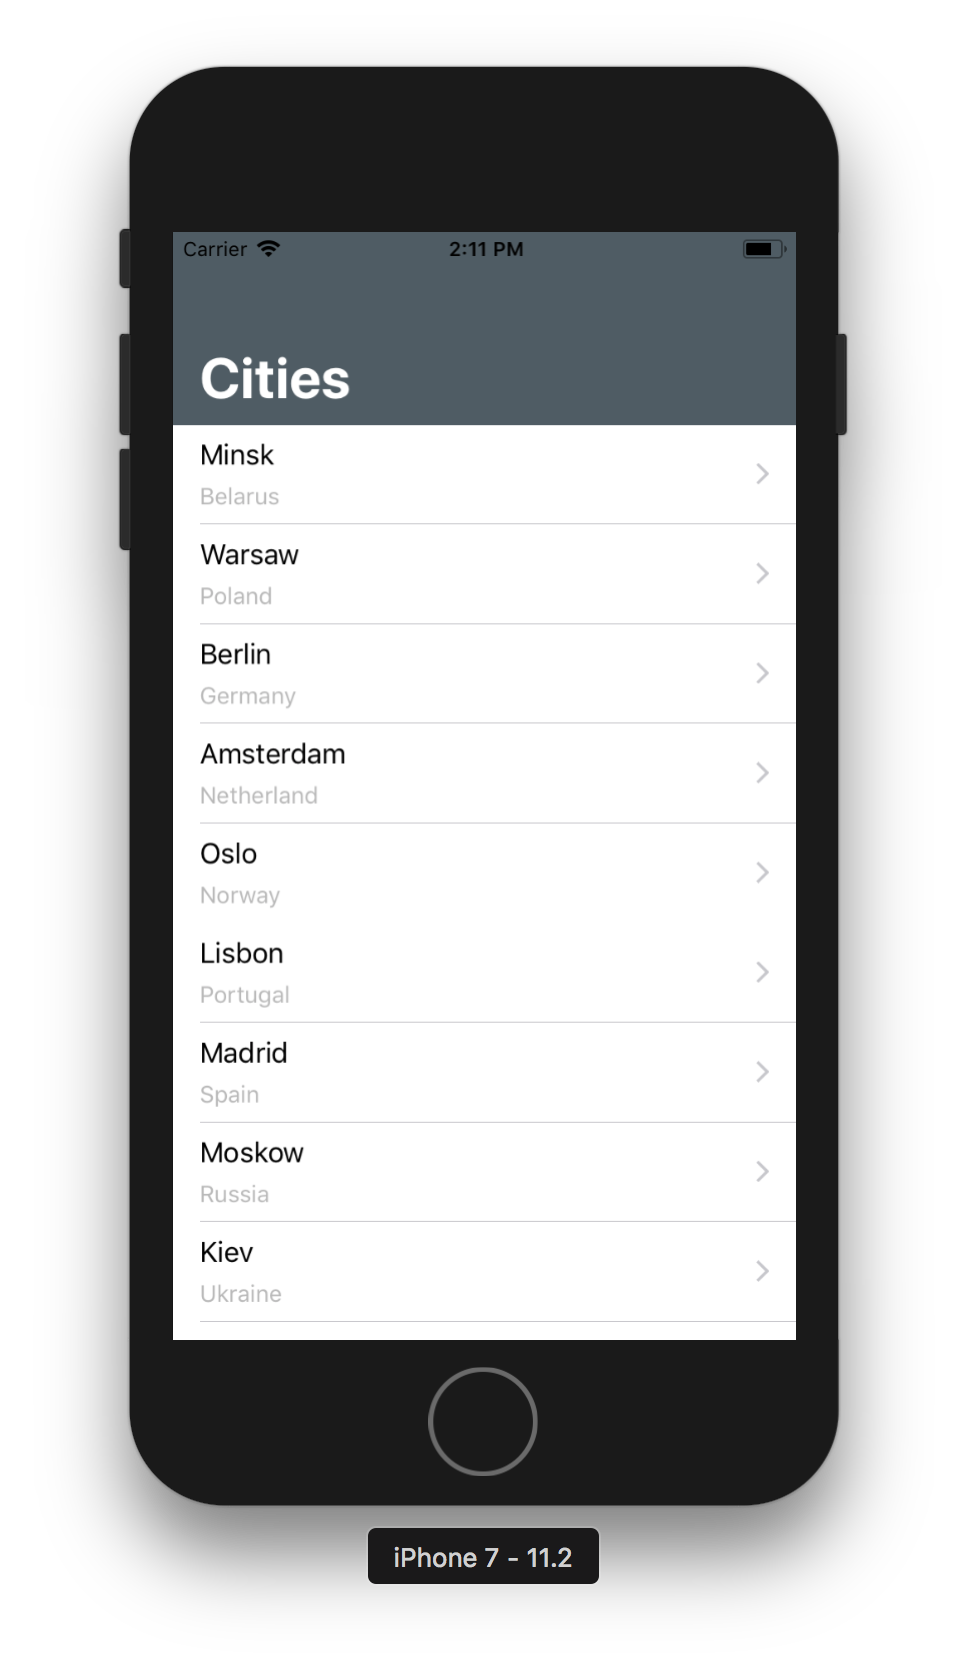 Carrier
2:11 PM
Cities
Minsk
Belarus
Warsaw
Poland
Berlin
Germany
Amsterdam
Netherland
Oslo
Norway
Lisbon
Portugal
Madrid
Spain
Moskow
Russia
Kiev
Ukraine
iPhone 7 - 11.2